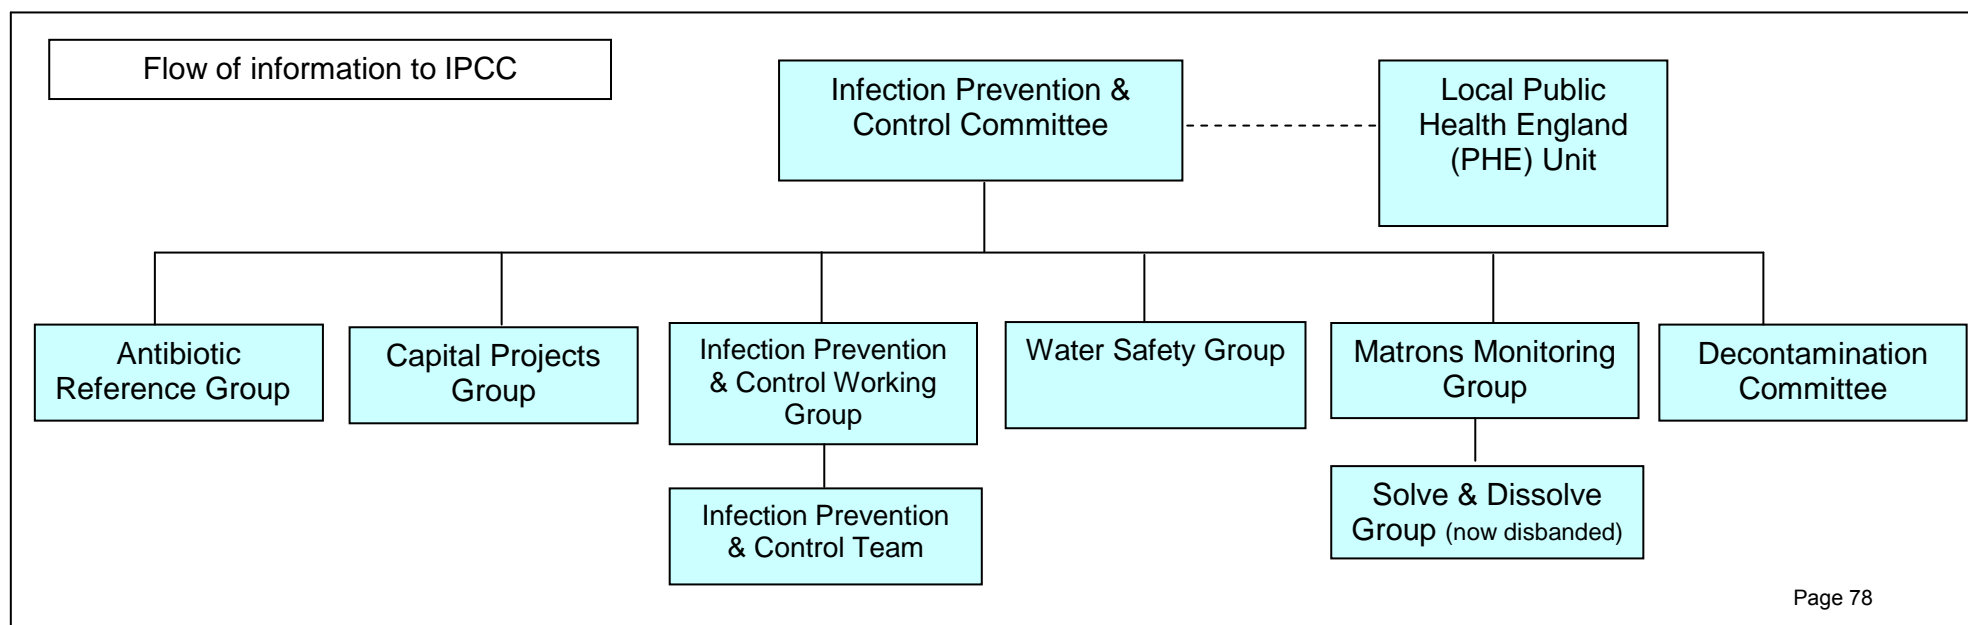 Flow of information to IPCC
Infection Prevention &
Control Committee
Local Public
Health England
(PHE) Unit
Antibiotic
Reference Group
Capital Projects
Group
Infection Prevention
& Control Working
Group
Water Safety Group
Matrons Monitoring
Group
Decontamination
Committee
Infection Prevention
& Control Team
Solve & Dissolve
Group (now disbanded)
Page 78